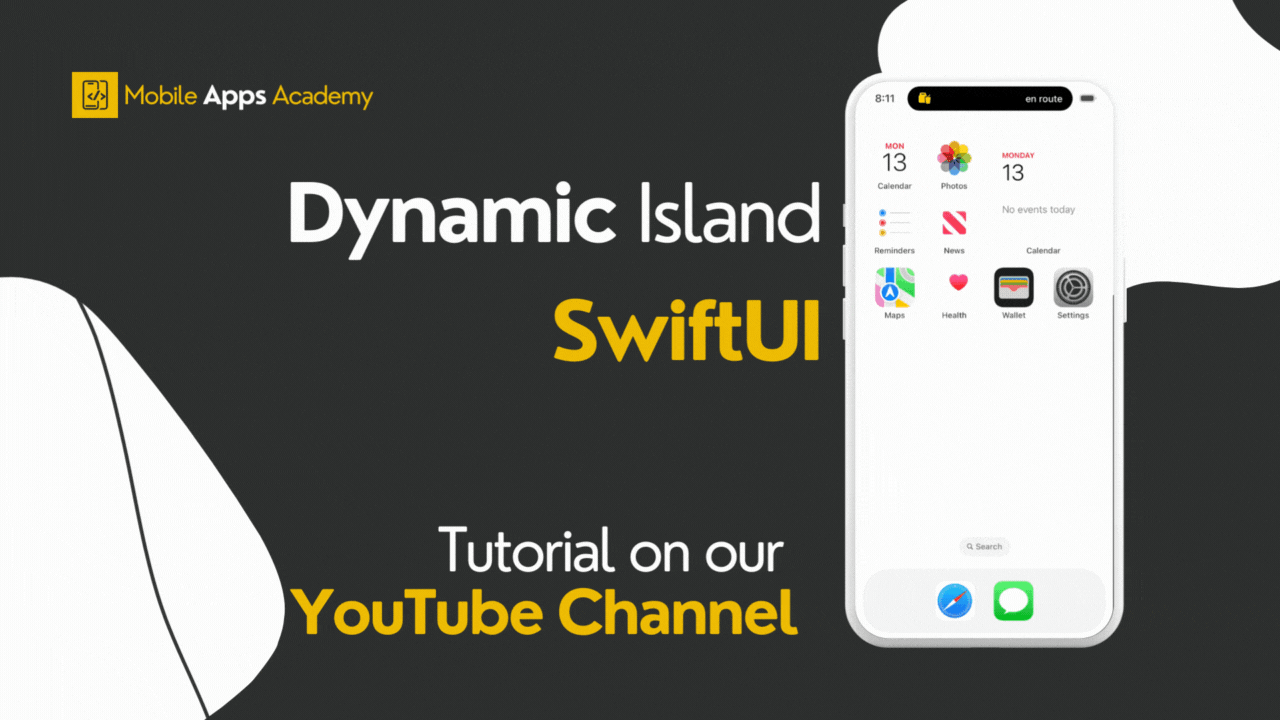 Mobile Apps Academy
Dynamic Island
SwiftUI
Tutorial on our
YouTube Channel
8:11
en route
MON
13
Calendar
Photos
MONDAY
13
No events today
Reminders
News
Calendar
Maps
Health
Wallet
Settings
Search